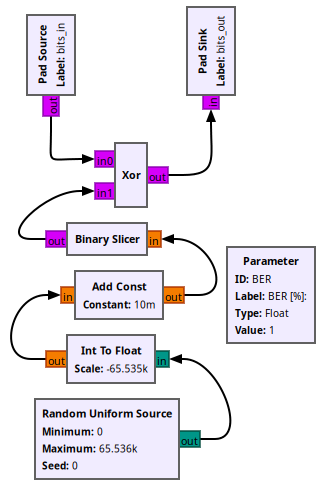 Pad Source
Label: bits_in
out
Pad Sink
Label: bits_out
in
in0
in1
Xor
out
out
Binary Slicer
in
in
Add Const
Constant: 10m
out
out
Int To Float
Scale: -65.535k
in
Random Uniform Source
Minimum: 0
Maximum: 65.536k
Seed: 0
out
Parameter
ID: BER
Label: BER [%]:
Type: Float
Value: 1